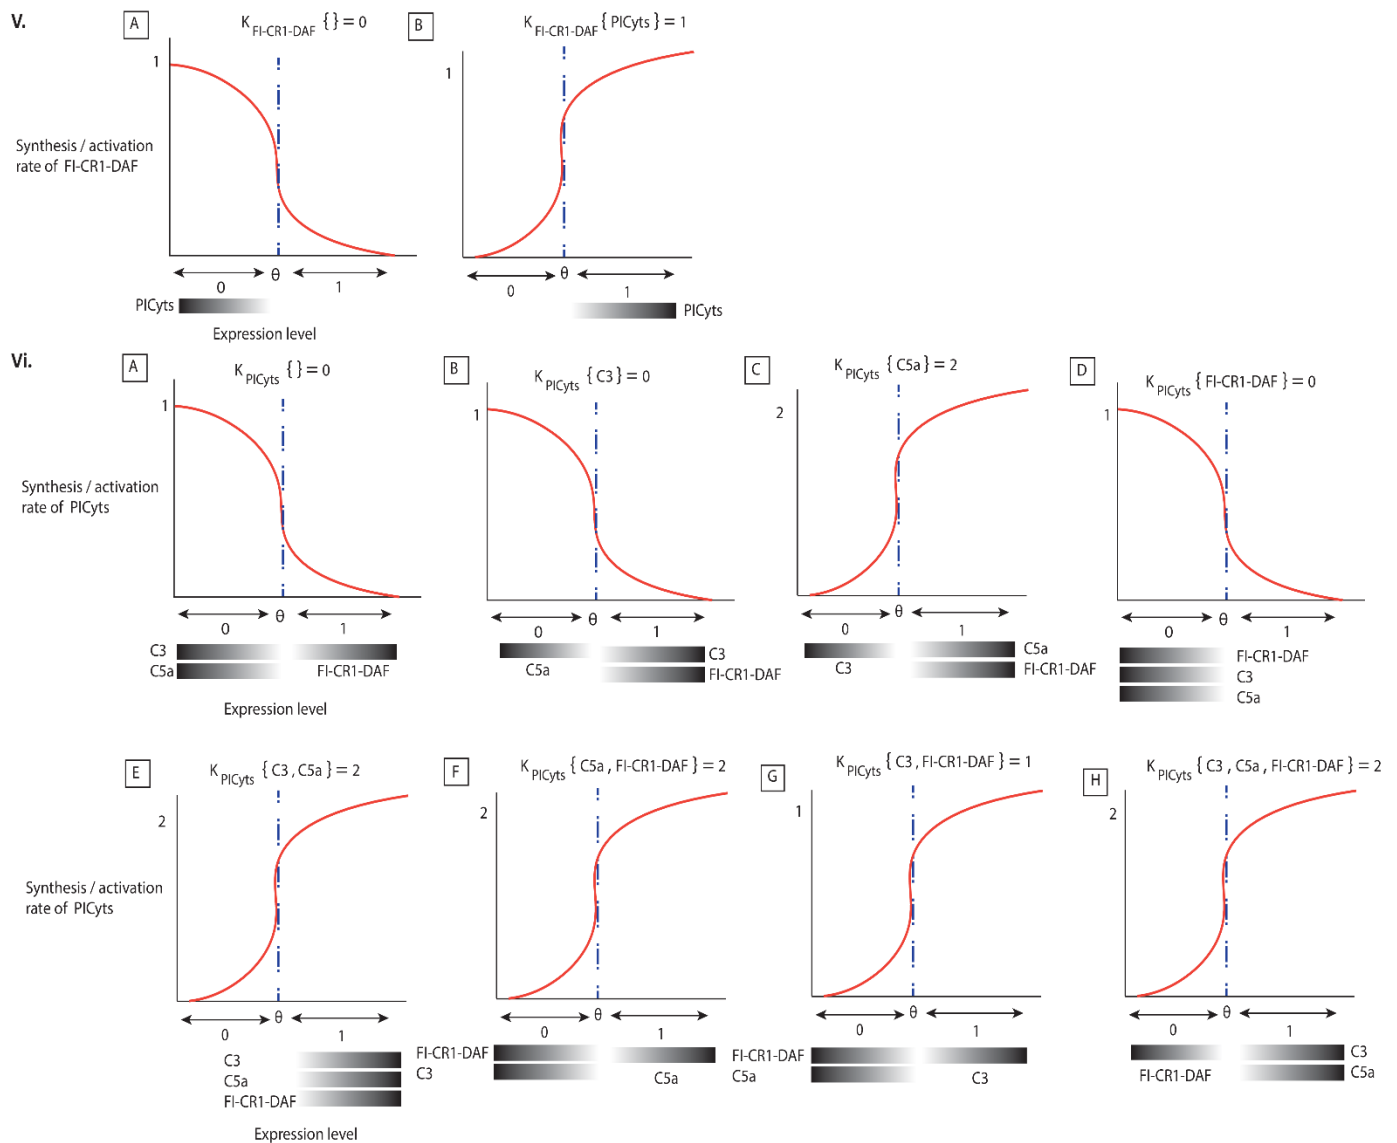 V.
A
K FI-CR1-DAF { } = 0
B
K FI-CR1-DAF { PICyts } = 1
1
1
Synthesis / activation
rate of FI-CR1-DAF
θ
0
1
PICyts
Expression level
θ
0
1
PICyts
Vi.
A
K PICyts { } = 0
B
K PICyts { C3 } = 0
C
K PICyts { C5a } = 2
D
K PICyts { FI-CR1-DAF } = 0
1
1
2
1
Synthesis / activation
rate of PICyts
θ
0
1
C3
C5a
FI-CR1-DAF
Expression level
θ
0
1
C5a
C3
FI-CR1-DAF
θ
0
1
C3
C5a
FI-CR1-DAF
θ
0
1
FI-CR1-DAF
C3
C5a
E
K PICyts { C3 , C5a } = 2
F
K PICyts { C5a , FI-CR1-DAF } = 2
G
K PICyts { C3 , FI-CR1-DAF } = 1
H
K PICyts { C3 , C5a , FI-CR1-DAF } = 2
2
2
1
2
Synthesis / activation
rate of PICyts
θ
0
1
C3
C5a
FI-CR1-DAF
Expression level
θ
0
1
FI-CR1-DAF
C3
C5a
θ
0
1
FI-CR1-DAF
C5a
C3
θ
0
1
FI-CR1-DAF
C3
C5a